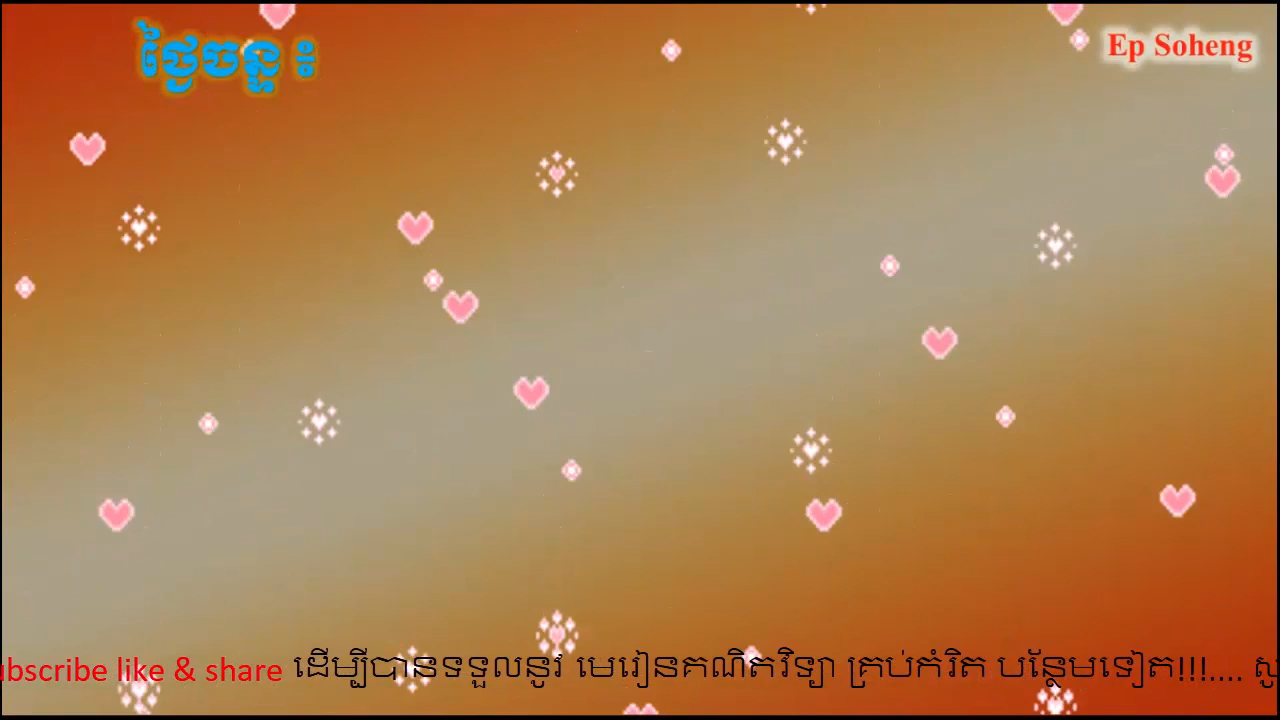 ថ្ងៃចន្ទ ៖
Ep Soheng
ubscribe like & share ដើម្បីបានទទួលនូវ មេរៀនគណិតវិទ្យា គ្រប់កំរិត បន្ថែមទៀត!!!.... សូ